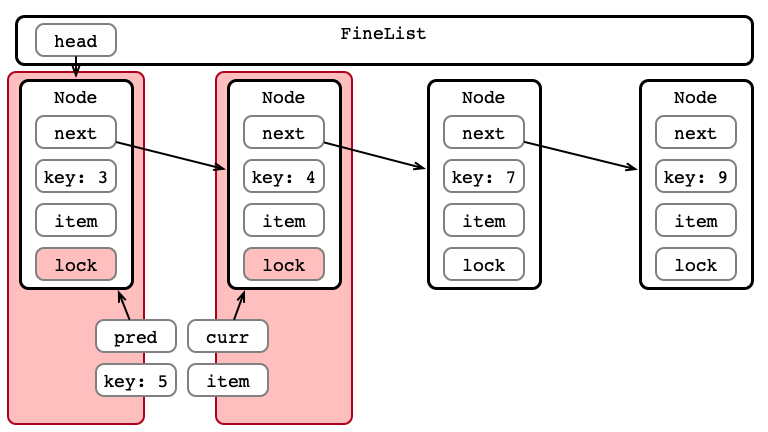 FineList
head
Node
next
key: 3
item
lock
Node
next
key: 4
item
lock
Node
next
key: 7
item
lock
Node
next
key: 9
item
lock
pred
key: 5
curr
item